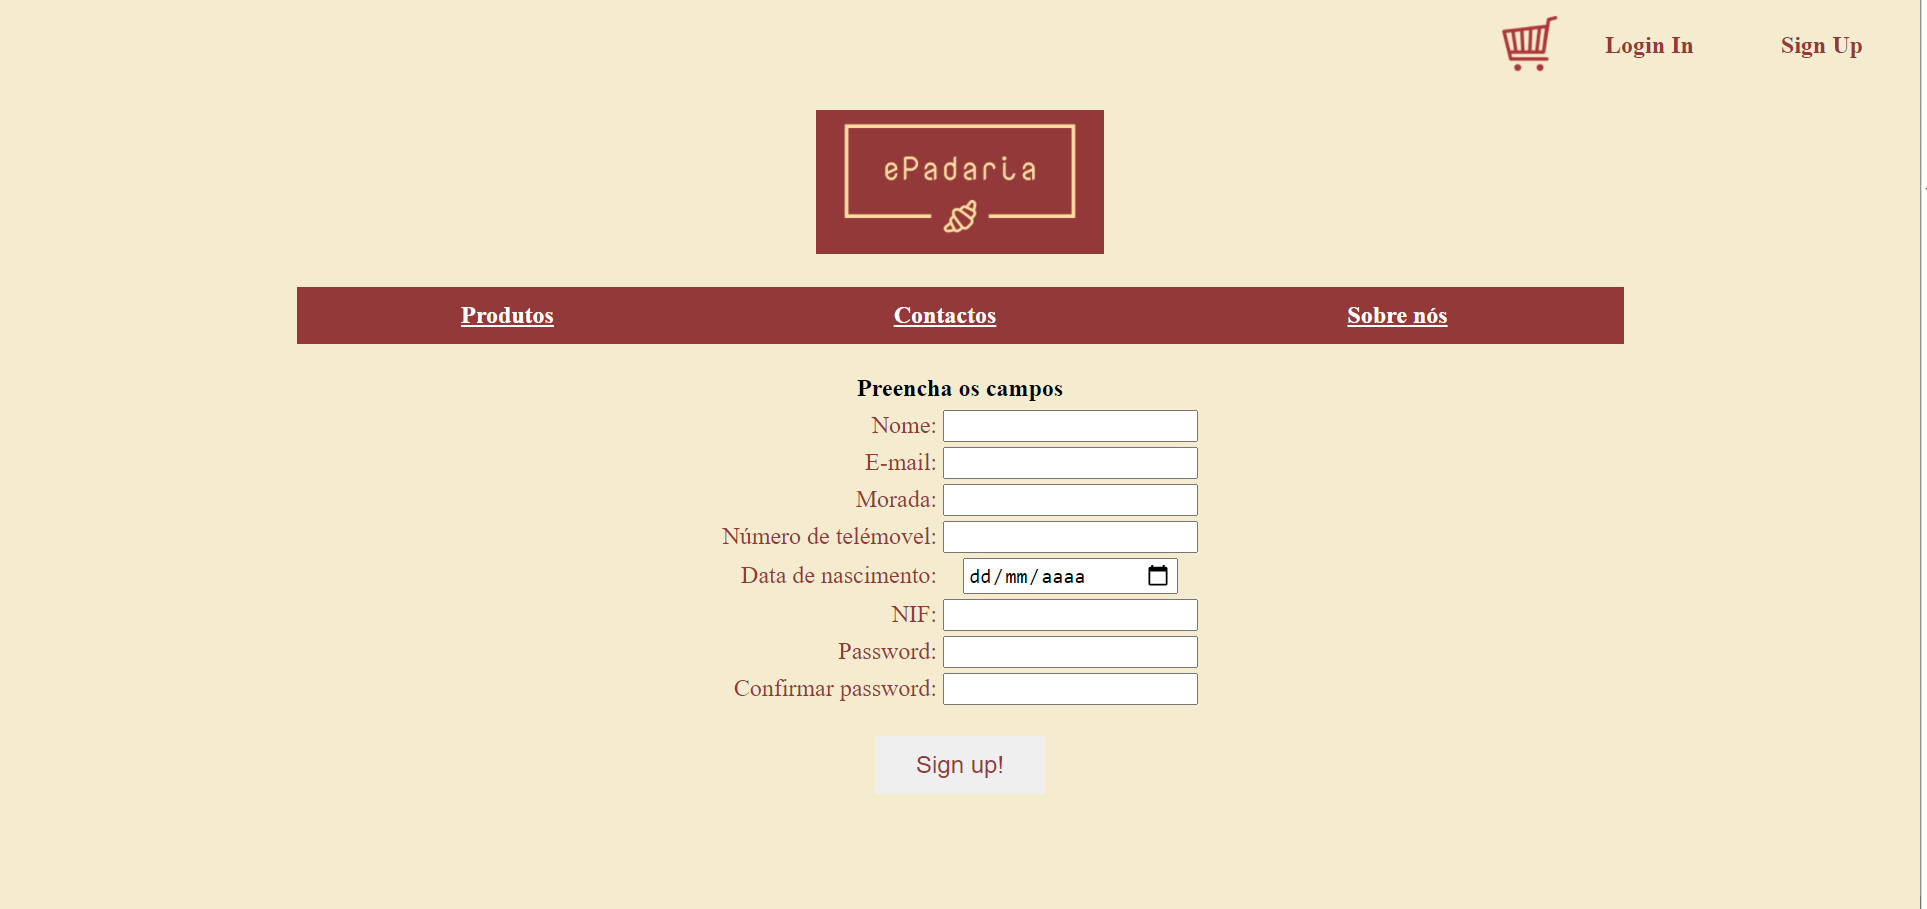 Login In Sign Up
ePadaria
Produtos Contactos Sobre nós
Preencha os campos
Nome:
E-mail:
Morada:
Número de telémovel:
Data de nascimento: dd/mm/aaaa
NIF:
Password:
Confirmar password:
Sign up!